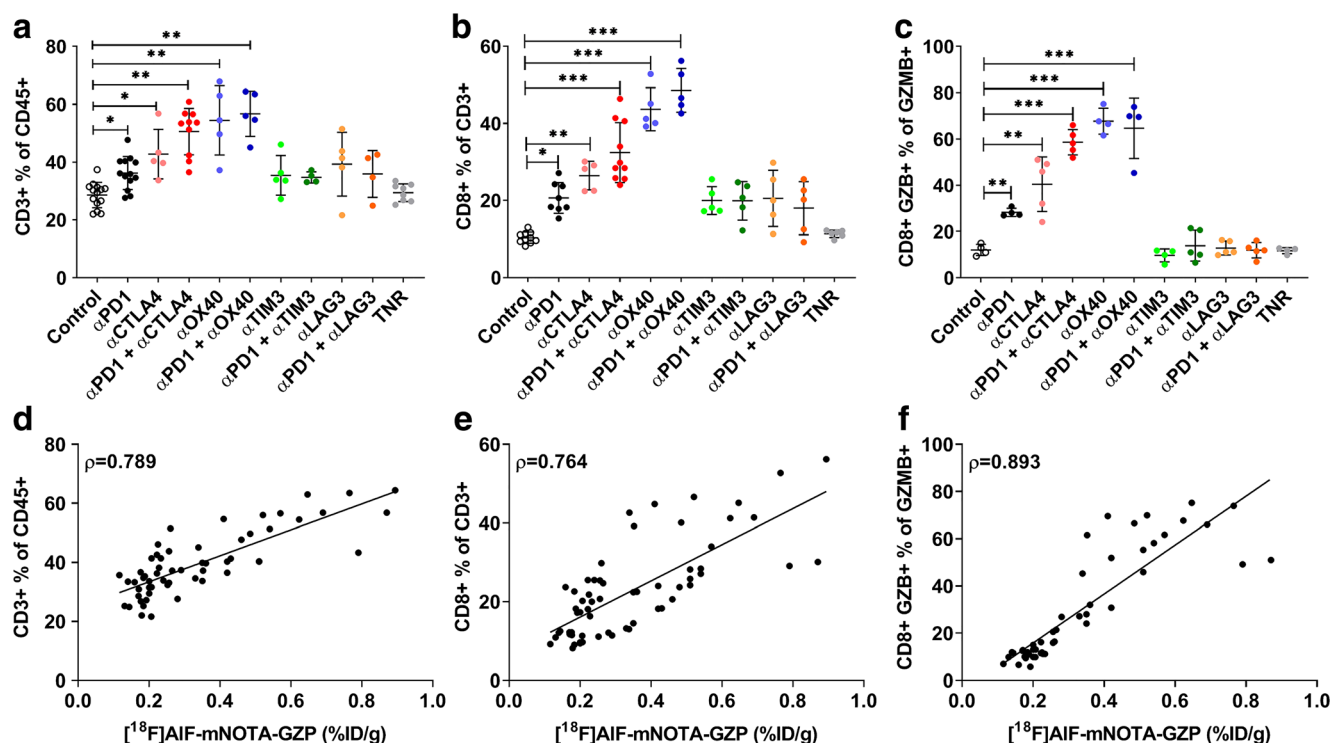 a
CD3+ % of CD45+
80
60
40
20
0
**
**
**
*
*
Control
αPD1
αCTLA4
αPD1 + αCTLA4
αOX40
αPD1 + αOX40
αTIM3
αPD1 + αTIM3
αLAG3
αPD1 + αLAG3
TNR
b
CD8+ % of CD3+
60
40
20
0
***
***
***
**
*
Control
αPD1
αCTLA4
αPD1 + αCTLA4
αOX40
αPD1 + αOX40
αTIM3
αPD1 + αTIM3
αLAG3
αPD1 + αLAG3
TNR
c
CD8+ GZB+ % of GZMB+
100
80
60
40
20
0
***
***
***
**
**
Control
αPD1
αCTLA4
αPD1 + αCTLA4
αOX40
αPD1 + αOX40
αTIM3
αPD1 + αTIM3
αLAG3
αPD1 + αLAG3
TNR
d
ρ=0.789
CD3+ % of CD45+
80
60
40
20
0
0.0 0.2 0.4 0.6 0.8 1.0
[¹⁸F]AlF-mNOTA-GZP (%ID/g)
e
ρ=0.764
CD8+ % of CD3+
60
40
20
0
0.0 0.2 0.4 0.6 0.8 1.0
[¹⁸F]AlF-mNOTA-GZP (%ID/g)
f
ρ=0.893
CD8+ GZB+ % of GZMB+
100
80
60
40
20
0
0.0 0.2 0.4 0.6 0.8 1.0
[¹⁸F]AlF-mNOTA-GZP (%ID/g)